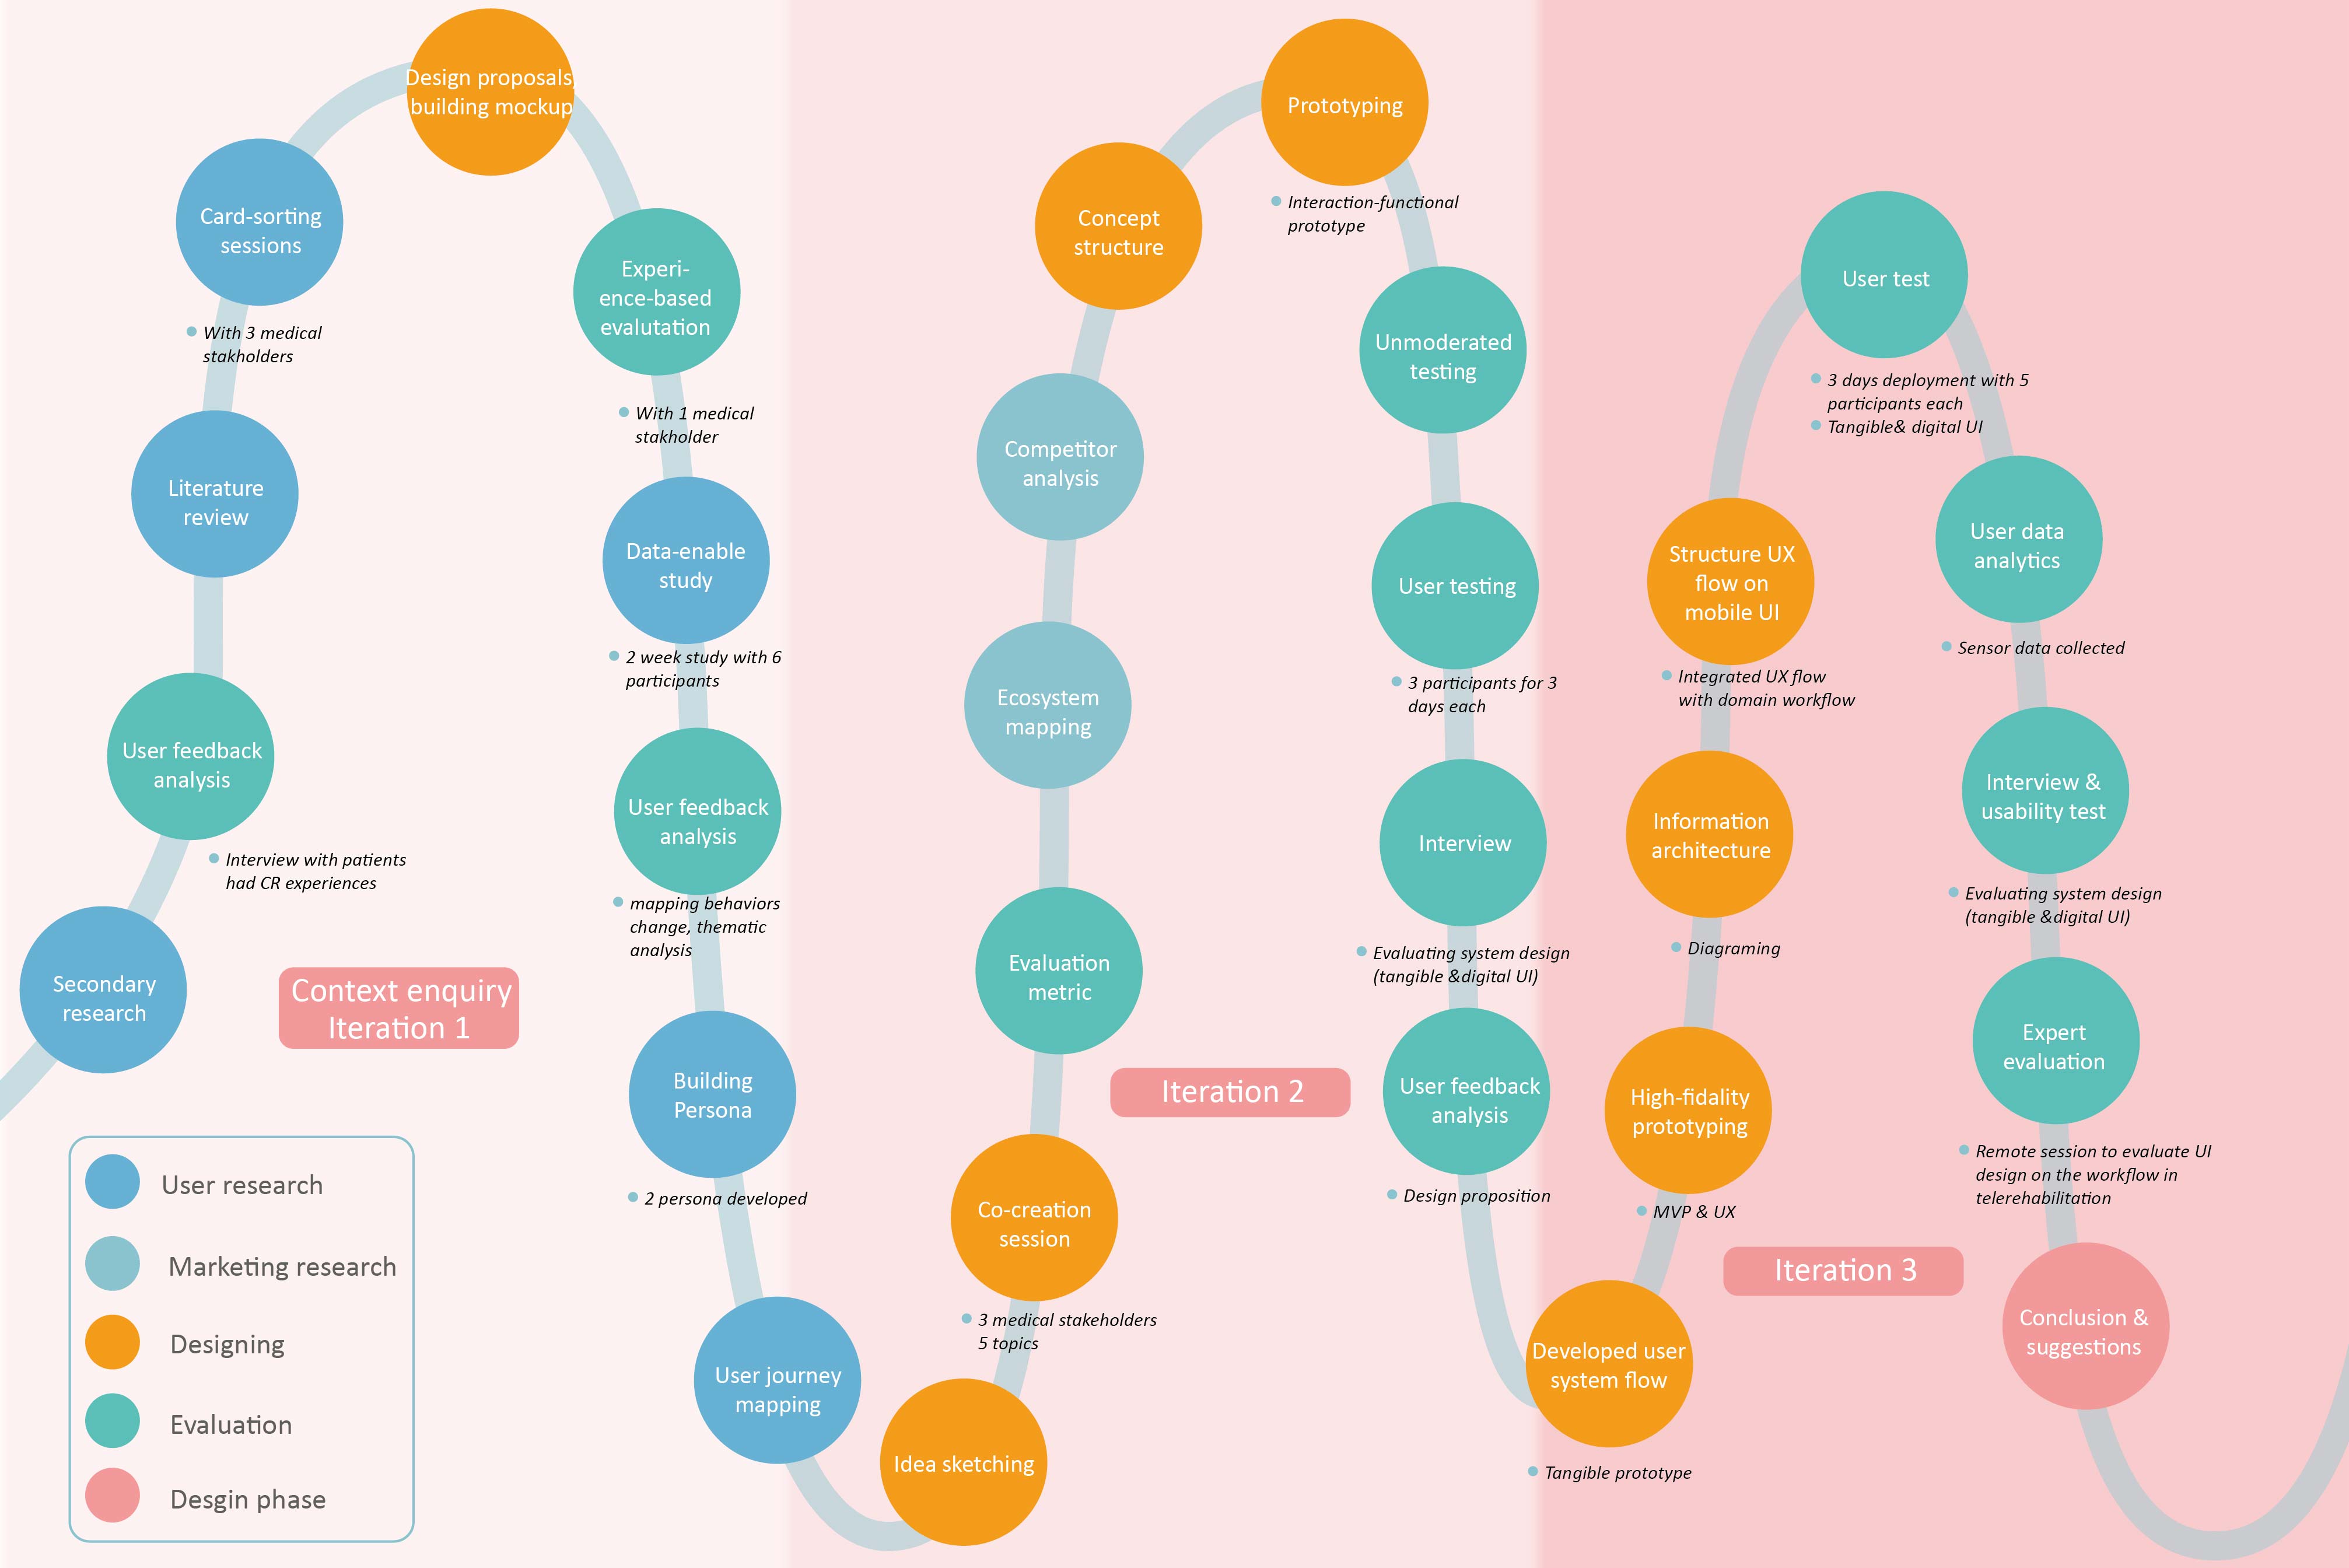 Design proposals,
building mockup
Card-sorting
sessions
With 3 medical
stakholders
Literature
review
User feedback
analysis
Interview with patients
had CR experiences
Secondary
research
Context enquiry
Iteration 1
Experi-
ence-based
evalutation
With 1 medical
stakholder
Data-enable
study
2 week study with 6
participants
User feedback
analysis
mapping behaviors
change, thematic
analysis
Building
Persona
2 persona developed
User journey
mapping
User research
Marketing research
Designing
Evaluation
Desgin phase
Prototyping
Interaction-functional
prototype
Concept
structure
Competitor
analysis
Ecosystem
mapping
Evaluation
metric
Co-creation
session
3 medical stakeholders
5 topics
Idea sketching
Iteration 2
Unmoderated
testing
User testing
3 participants for 3
days each
Interview
Evaluating system design
(tangible &digital UI)
User feedback
analysis
Design proposition
Developed user
system flow
Tangible prototype
High-fidality
prototyping
MVP & UX
Information
architecture
Diagraming
Structure UX
flow on
mobile UI
Integrated UX flow
with domain workflow
Iteration 3
User test
3 days deployment with 5
participants each
Tangible& digital UI
User data
analytics
Sensor data collected
Interview &
usability test
Evaluating system design
(tangible &digital UI)
Expert
evaluation
Remote session to evaluate UI
design on the workflow in
telerehabilitation
Conclusion &
suggestions